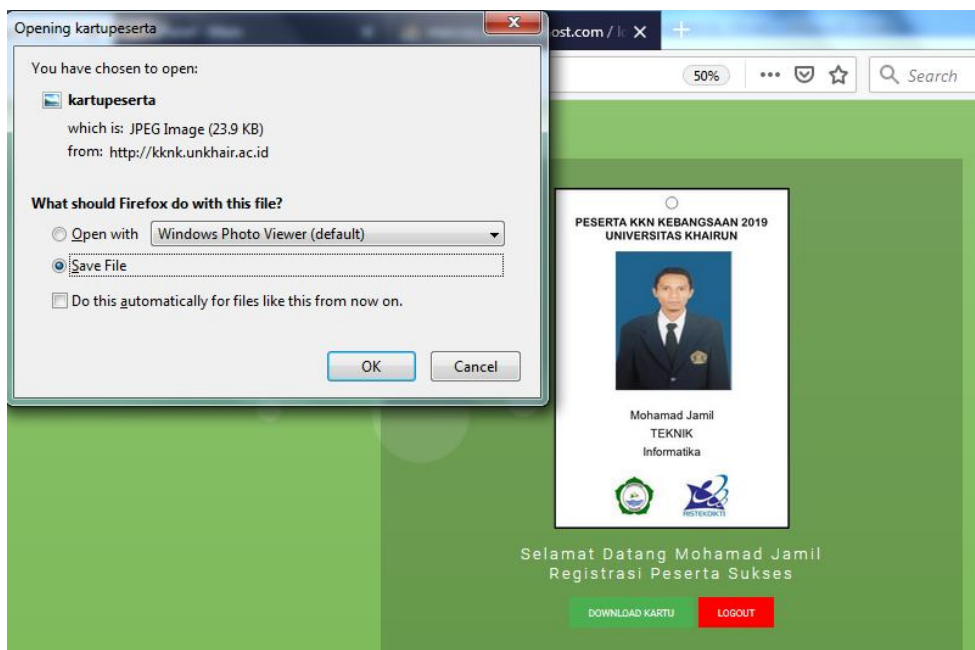 Opening kartupeserta
You have chosen to open:
kartupeserta
which is: JPEG Image (23.9 KB)
from: http://kknk.unkhair.ac.id
What should Firefox do with this file?
Open with Windows Photo Viewer (default)
Save File
Do this automatically for files like this from now on.
OK Cancel
ost.com /
50% Search
PESERTA KKN KEBANGSAAN 2019
UNIVERSITAS KHAIRUN
Mohamad Jamil
TEKNIK
Informatika
RISTEKDIKTI
Selamat Datang Mohamad Jamil
Registrasi Peserta Sukses
DOWNLOAD KARTU LOGOUT